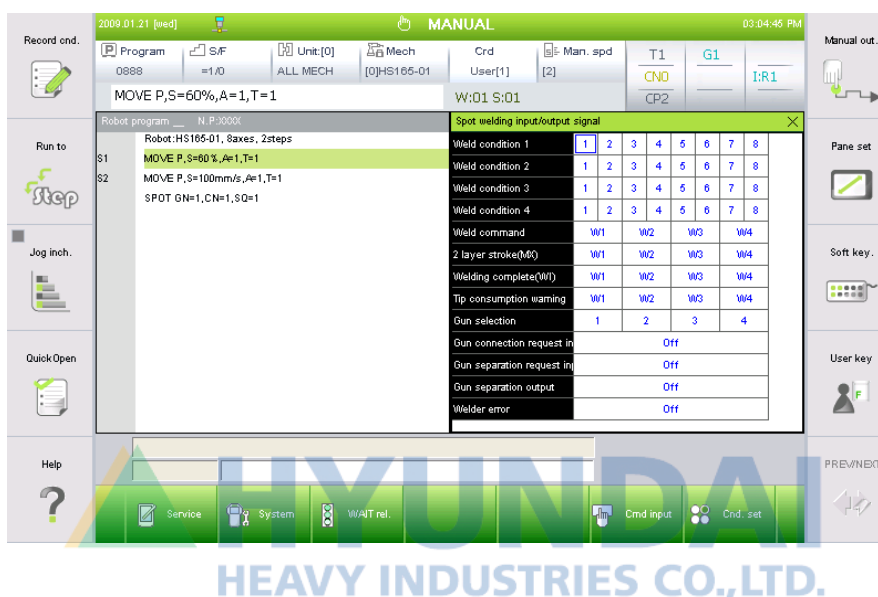 2009.01.21 [wed] MANUAL 03:04:45 PM
Record cnd.
Manual out.
P Program S/F Unit:[0] Mech Crd Man. spd T1 G1
0888 =1/0 ALL MECH [0]HS165-01 User[1] [2] CN0 I:R1
MOVE P,S=60%,A=1,T=1 W:01 S:01 CP2
Robot program __ N.P:XXXX
Robot:HS165-01, 8axes, 2steps
S1 MOVE P,S=60%,A=1,T=1
S2 MOVE P,S=100mm/s,A=1,T=1
SPOT GN=1,CN=1,SQ=1
Spot welding input/output signal
Weld condition 1 1 2 3 4 5 6 7 8
Weld condition 2 1 2 3 4 5 6 7 8
Weld condition 3 1 2 3 4 5 6 7 8
Weld condition 4 1 2 3 4 5 6 7 8
Weld command W1 W2 W3 W4
2 layer stroke(MX) W1 W2 W3 W4
Welding complete(WI) W1 W2 W3 W4
Tip consumption warning W1 W2 W3 W4
Gun selection 1 2 3 4
Gun connection request in Off
Gun separation request inp Off
Gun separation output Off
Welder error Off
Run to
Step
Jog inch.
QuickOpen
Help
Pane set
Soft key.
User key
F
PREV/NEXT
Service System WAIT rel. Cmd input Cnd. set
HYUNDAI
HEAVY INDUSTRIES CO.,LTD.